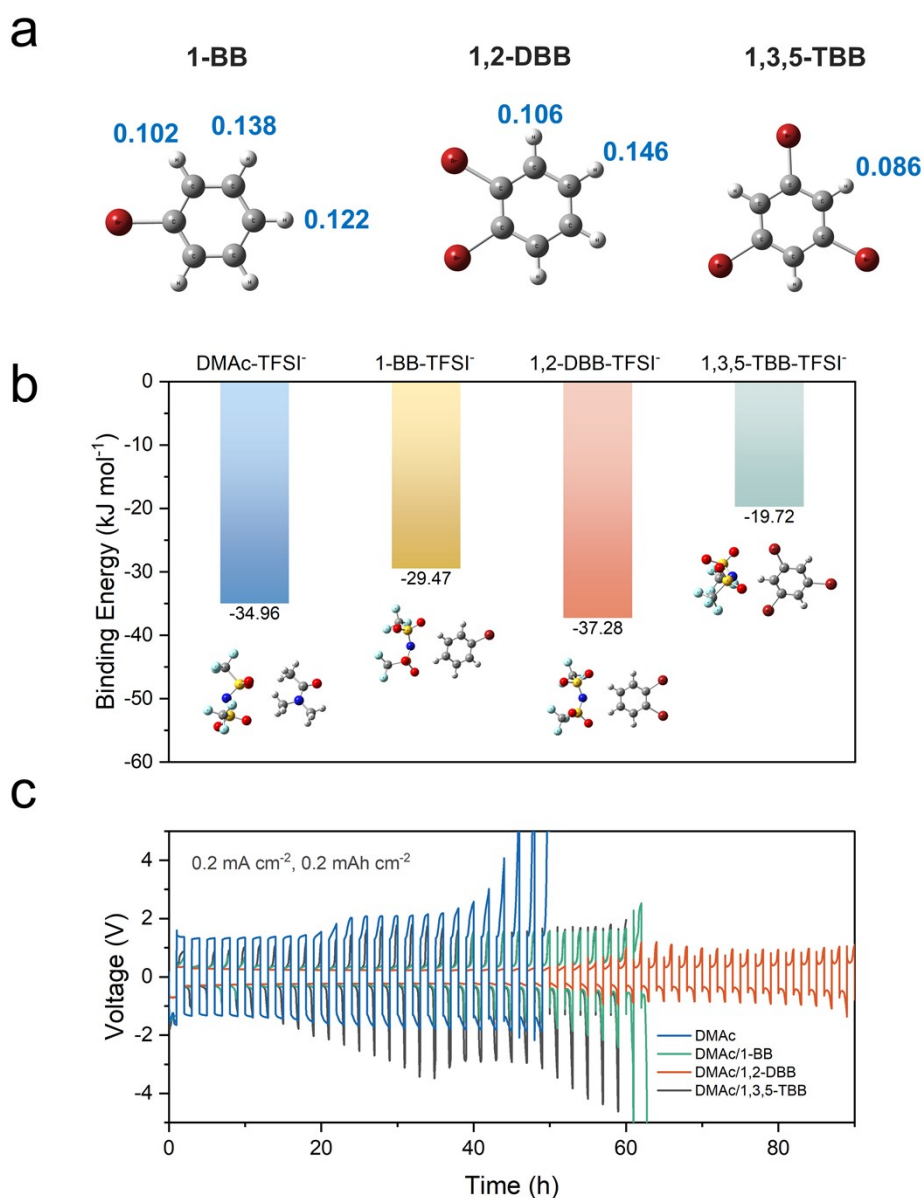 a
1-BB 1,2-DBB 1,3,5-TBB
0.102 0.138 0.122
0.106 0.146
0.086
b
DMAc-TFSI⁻ 1-BB-TFSI⁻ 1,2-DBB-TFSI⁻ 1,3,5-TBB-TFSI⁻
Binding Energy (kJ mol⁻¹)
0
-10
-20
-30
-40
-50
-60
-34.96
-29.47
-37.28
-19.72
c
0.2 mA cm⁻², 0.2 mAh cm⁻²
Voltage (V)
4
2
0
-2
-4
DMAc
DMAc/1-BB
DMAc/1,2-DBB
DMAc/1,3,5-TBB
0 20 40 60 80
Time (h)